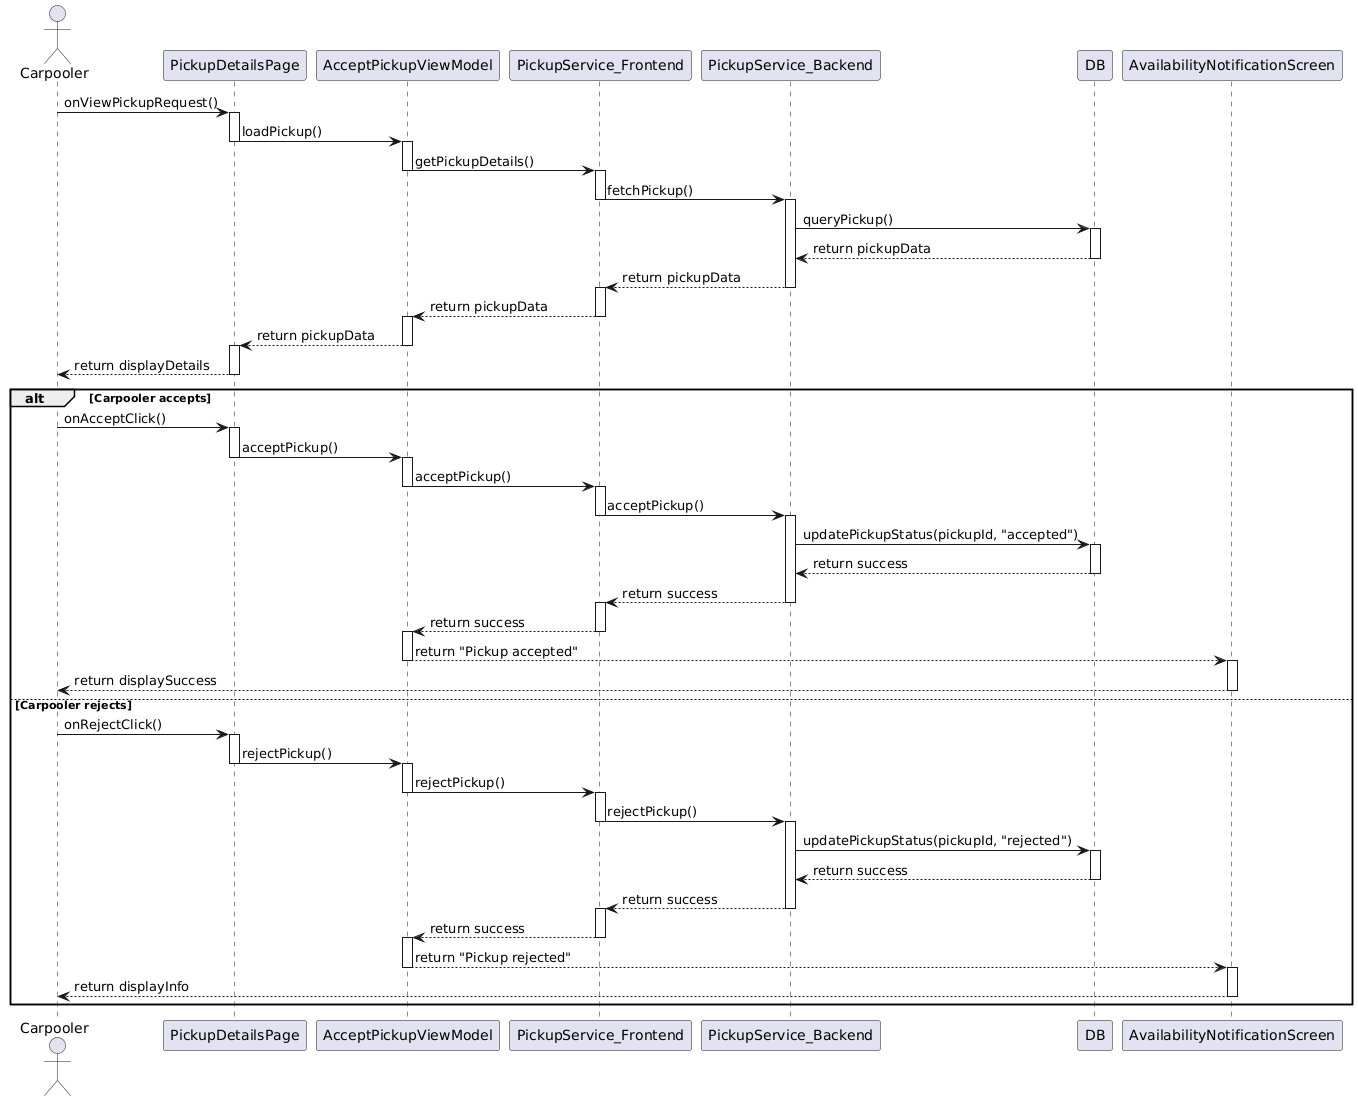 Carpooler
PickupDetailsPage
AcceptPickupViewModel
PickupService_Frontend
PickupService_Backend
DB
AvailabilityNotificationScreen
onViewPickupRequest()
loadPickup()
getPickupDetails()
fetchPickup()
queryPickup()
return pickupData
return pickupData
return pickupData
return pickupData
return displayDetails
alt
[Carpooler accepts]
onAcceptClick()
acceptPickup()
acceptPickup()
acceptPickup()
updatePickupStatus(pickupId, "accepted")
return success
return success
return success
return "Pickup accepted"
return displaySuccess
[Carpooler rejects]
onRejectClick()
rejectPickup()
rejectPickup()
rejectPickup()
updatePickupStatus(pickupId, "rejected")
return success
return success
return success
return "Pickup rejected"
return displayInfo
Carpooler
PickupDetailsPage
AcceptPickupViewModel
PickupService_Frontend
PickupService_Backend
DB
AvailabilityNotificationScreen